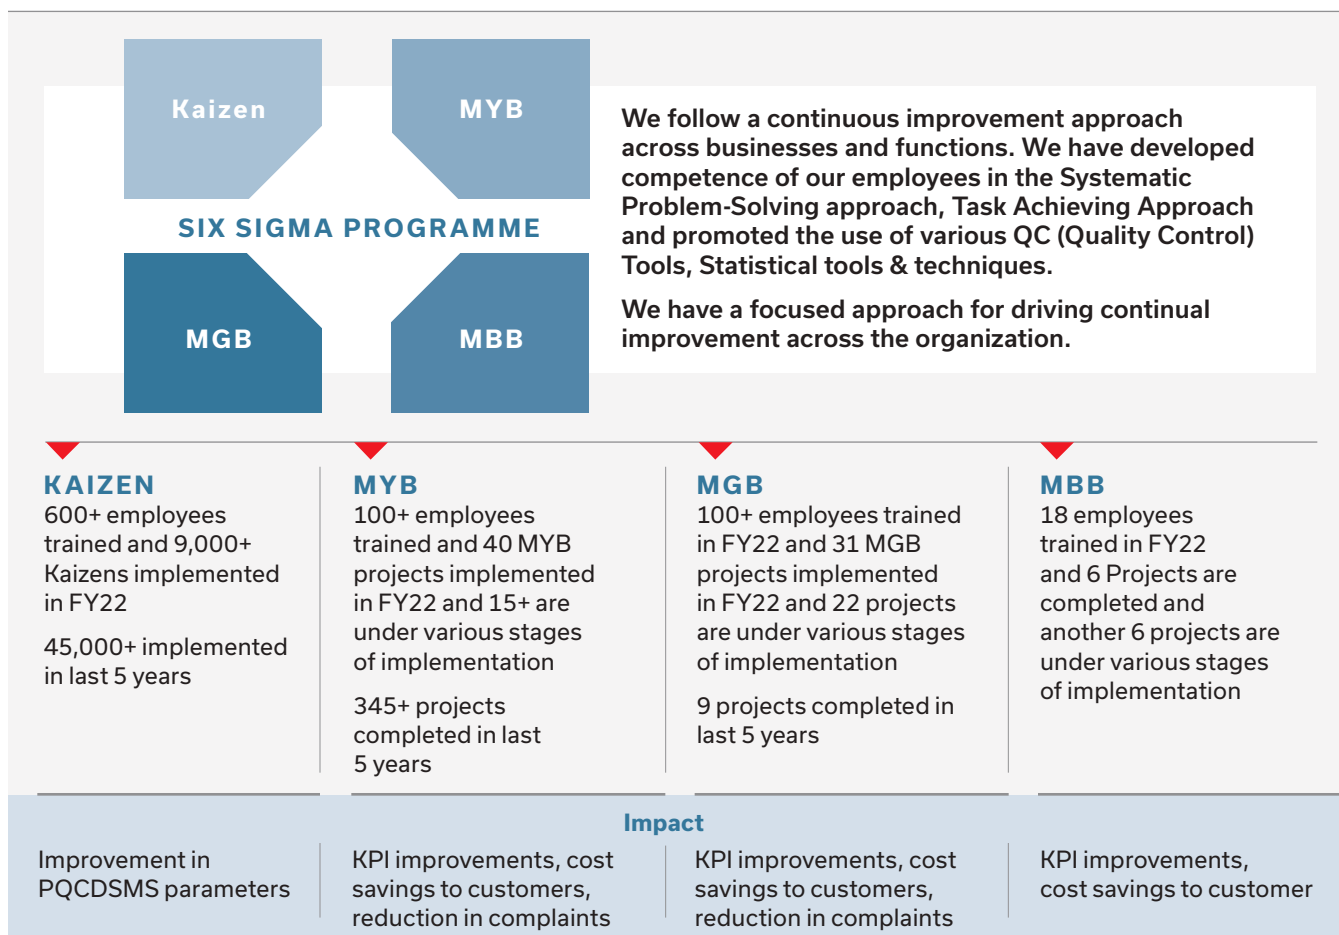 Kaizen
MYB
SIX SIGMA PROGRAMME
MGB
MBB
We follow a continuous improvement approach
across businesses and functions. We have developed
competence of our employees in the Systematic
Problem-Solving approach, Task Achieving Approach
and promoted the use of various QC (Quality Control)
Tools, Statistical tools & techniques.
We have a focused approach for driving continual
improvement across the organization.
KAIZEN
600+ employees
trained and 9,000+
Kaizens implemented
in FY22
45,000+ implemented
in last 5 years
MYB
100+ employees
trained and 40 MYB
projects implemented
in FY22 and 15+ are
under various stages
of implementation
345+ projects
completed in last
5 years
MGB
100+ employees trained
in FY22 and 31 MGB
projects implemented
in FY22 and 22 projects
are under various stages
of implementation
9 projects completed in
last 5 years
MBB
18 employees
trained in FY22
and 6 Projects are
completed and
another 6 projects are
under various stages
of implementation
Impact
Improvement in
PQCDSMS parameters
KPI improvements, cost
savings to customers,
reduction in complaints
KPI improvements, cost
savings to customers,
reduction in complaints
KPI improvements,
cost savings to customer